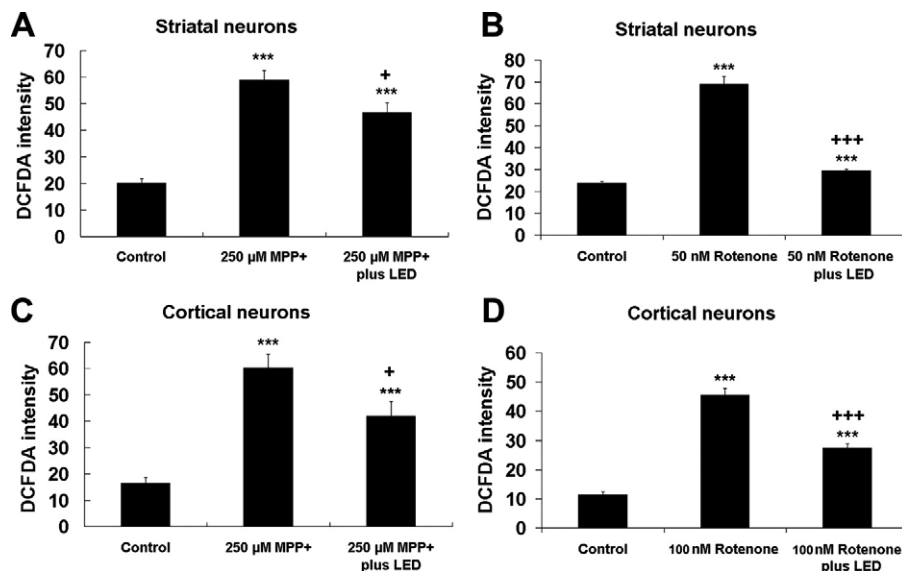 A
Striatal neurons
DCFDA intensity
70
60
50
40
30
20
10
0
***
+
***
Control
250 µM MPP+
250 µM MPP+
plus LED
B
Striatal neurons
DCFDA intensity
80
70
60
50
40
30
20
10
0
***
+++
***
Control
50 nM Rotenone
50 nM Rotenone
plus LED
C
Cortical neurons
DCFDA intensity
70
60
50
40
30
20
10
0
***
+
***
Control
250 µM MPP+
250 µM MPP+
plus LED
D
Cortical neurons
DCFDA intensity
60
50
40
30
20
10
0
***
+++
***
Control
100 nM Rotenone
100 nM Rotenone
plus LED